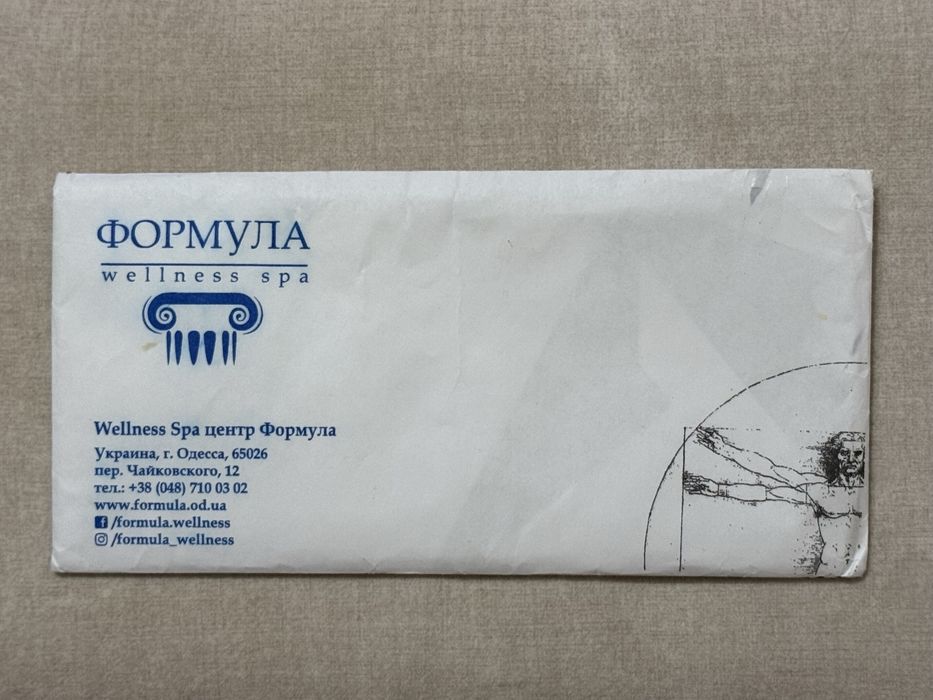 ФОРМУЛА
wellness spa
Wellness Spa центр Формула
Украина, г. Одесса, 65026
пер. Чайковского, 12
тел.: +38 (048) 710 03 02
www.formula.od.ua
/formula.wellness
/formula_wellness